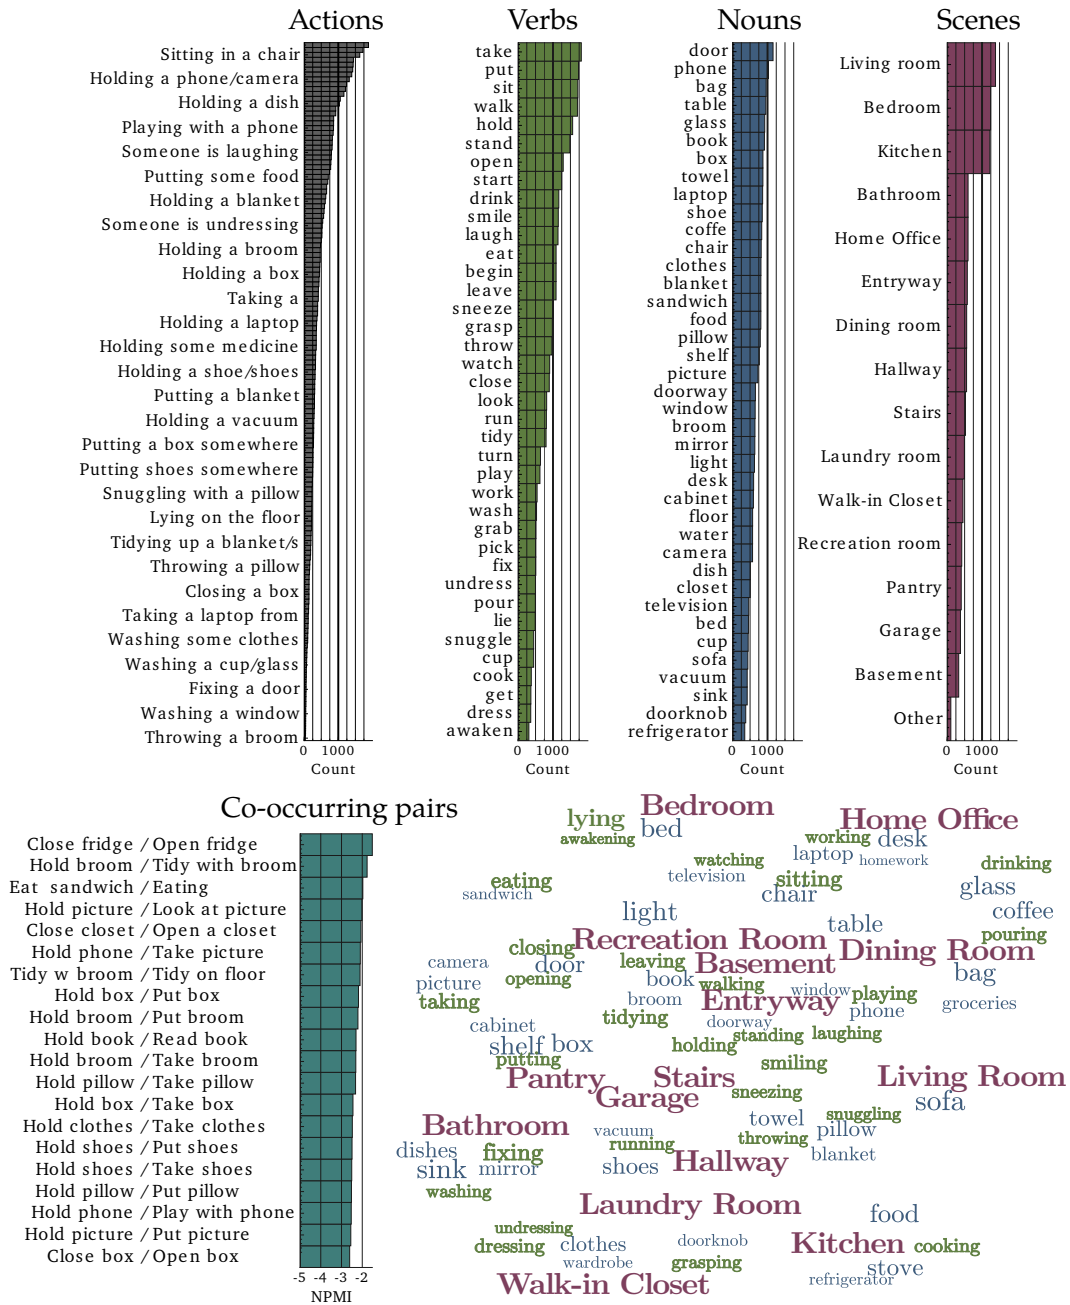 Actions
Sitting in a chair
Holding a phone/camera
Holding a dish
Playing with a phone
Someone is laughing
Putting some food
Holding a blanket
Someone is undressing
Holding a broom
Holding a box
Taking a
Holding a laptop
Holding some medicine
Holding a shoe/shoes
Putting a blanket
Holding a vacuum
Putting a box somewhere
Putting shoes somewhere
Snuggling with a pillow
Lying on the floor
Tidying up a blanket/s
Throwing a pillow
Closing a box
Taking a laptop from
Washing some clothes
Washing a cup/glass
Fixing a door
Washing a window
Throwing a broom
0 1000
Count
Verbs
take
put
sit
walk
hold
stand
open
start
drink
smile
laugh
eat
begin
leave
sneeze
grasp
throw
watch
close
look
run
tidy
turn
play
work
wash
grab
pick
fix
undress
pour
lie
snuggle
cup
cook
get
dress
awaken
0 1000
Count
Nouns
door
phone
bag
table
glass
book
box
towel
laptop
shoe
coffe
chair
clothes
blanket
sandwich
food
pillow
shelf
picture
doorway
window
broom
mirror
light
desk
cabinet
floor
water
camera
dish
closet
television
bed
cup
sofa
vacuum
sink
doorknob
refrigerator
0 1000
Count
Scenes
Living room
Bedroom
Kitchen
Bathroom
Home Office
Entryway
Dining room
Hallway
Stairs
Laundry room
Walk-in Closet
Recreation room
Pantry
Garage
Basement
Other
0 1000
Count
Co-occurring pairs
Close fridge / Open fridge
Hold broom / Tidy with broom
Eat sandwich / Eating
Hold picture / Look at picture
Close closet / Open a closet
Hold phone / Take picture
Tidy w broom / Tidy on floor
Hold box / Put box
Hold broom / Put broom
Hold book / Read book
Hold broom / Take broom
Hold pillow / Take pillow
Hold box / Take box
Hold clothes / Take clothes
Hold shoes / Put shoes
Hold shoes / Take shoes
Hold pillow / Put pillow
Hold phone / Play with phone
Hold picture / Put picture
Close box / Open box
-5 -4 -3 -2
NPMI
Bedroom
lying
Home Office
bed
awakening
working
desk
laptop
homework
watching
drinking
television
eating
sitting
sandwich
chair
glass
light
coffee
table
pouring
Recreation Room
closing
Dining Room
camera
door
leaving
Basement
bag
picture
opening
book
walking
window
playing
taking
broom
Entryway
phone
groceries
tidying
doorway
cabinet
standing
laughing
shelf
box
holding
putting
smiling
Pantry
Stairs
Living Room
Garage
sneezing
sofa
Bathroom
towel
snuggling
vacuum
pillow
throwing
dishes
fixing
running
blanket
sink
mirror
shoes
Hallway
washing
Laundry Room
food
undressing
dressing
clothes
doorknob
Kitchen
cooking
wardrobe
grasping
stove
Walk-in Closet
refrigerator